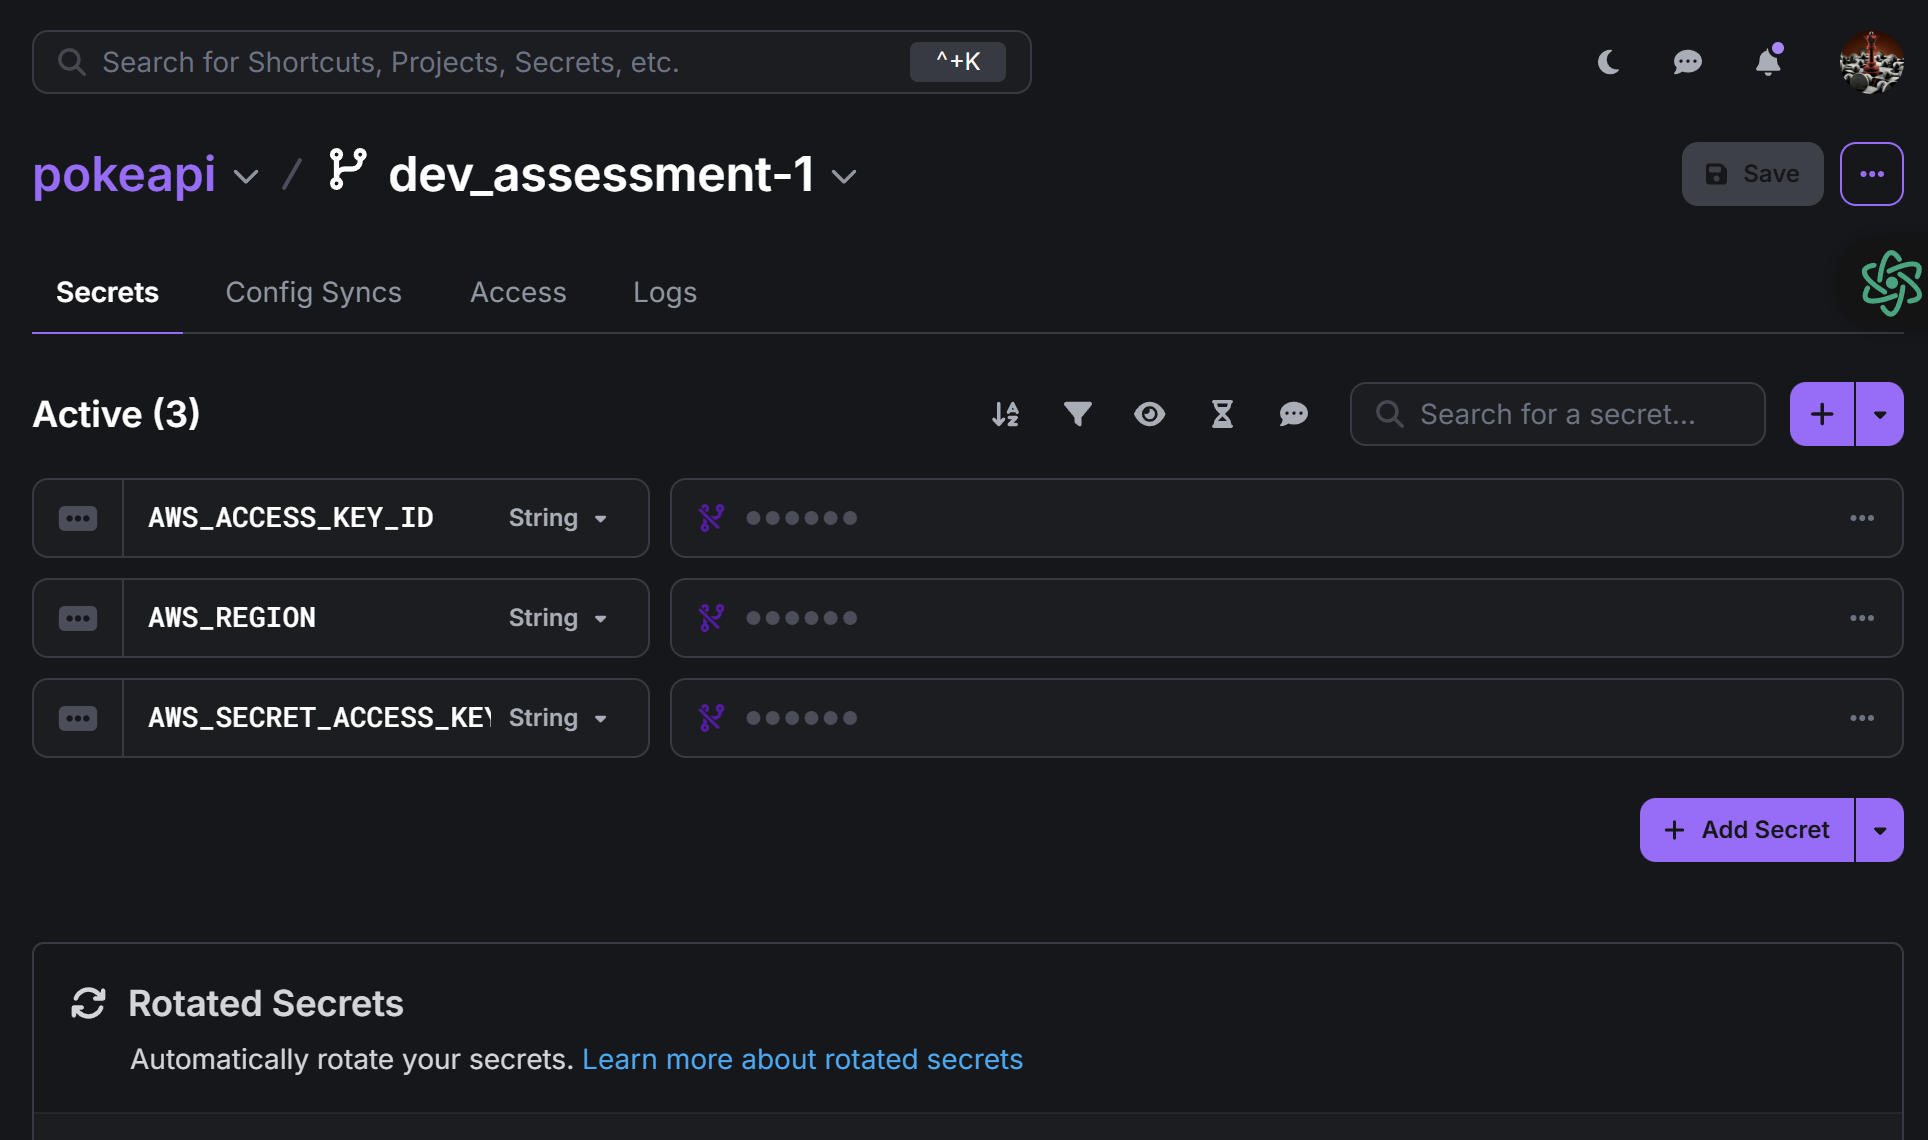 Search for Shortcuts, Projects, Secrets, etc. ^+K
pokeapi / dev_assessment-1
Save
Secrets Config Syncs Access Logs
Active (3)
Search for a secret...
AWS_ACCESS_KEY_ID String
AWS_REGION String
AWS_SECRET_ACCESS_KEY String
+ Add Secret
Rotated Secrets
Automatically rotate your secrets. Learn more about rotated secrets